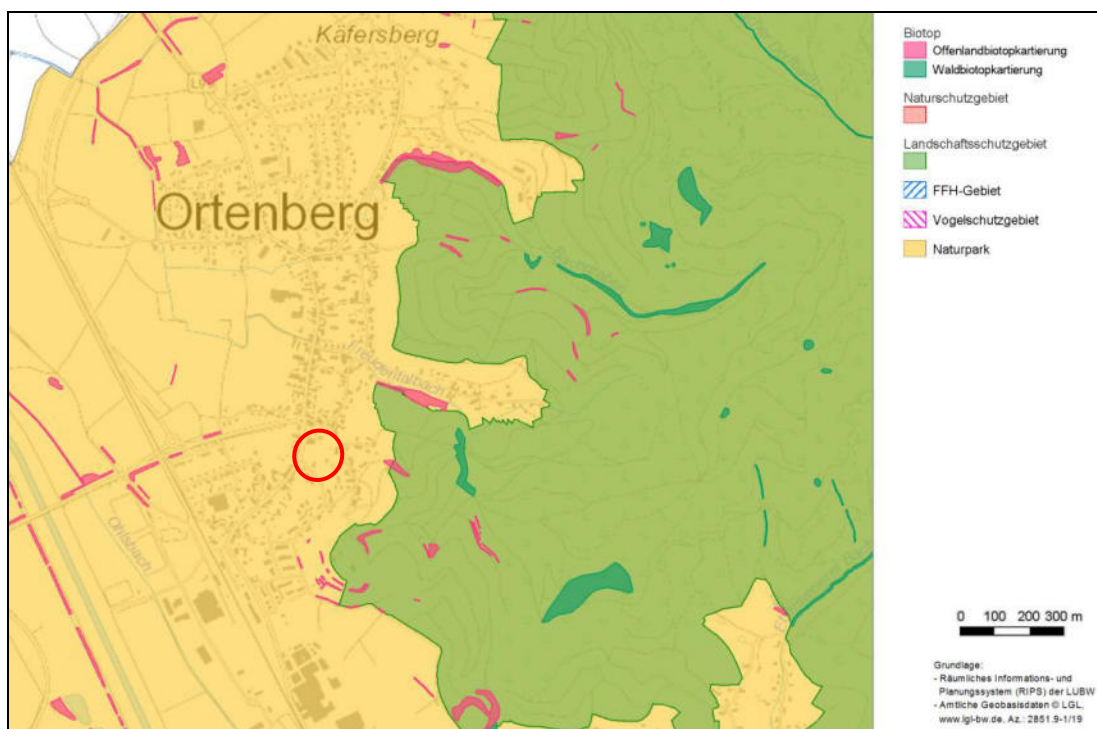 Käfersberg
Ortenberg
Freudentalbach
Ohlsbach
Biotop
Offenlandbiotopkartierung
Waldbiotopkartierung
Naturschutzgebiet
Landschaftsschutzgebiet
FFH-Gebiet
Vogelschutzgebiet
Naturpark
0 100 200 300 m
Grundlage:
- Räumliches Informations- und
Planungssystem (RIPS) der LUBW
- Amtliche Geobasisdaten © LGL,
www.lgl-bw.de, Az.: 2851.9-1/19